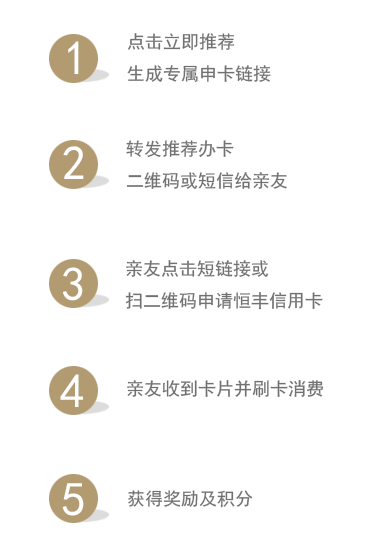 1
点击立即推荐
生成专属申卡链接
2
转发推荐办卡
二维码或短信给亲友
3
亲友点击短链接或
扫二维码申请恒丰信用卡
4
亲友收到卡片并刷卡消费
5
获得奖励及积分